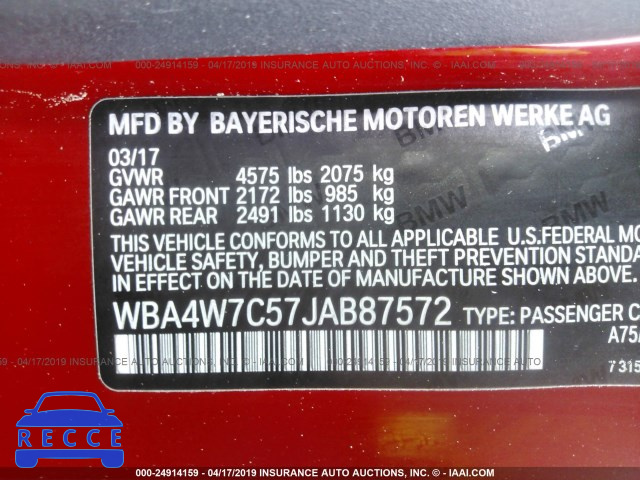 000-24914159 - 04/17/2019 INSURANCE AUTO AUCTIONS, INC. - © - IAAI.COM
MFD BY BAYERISCHE MOTOREN WERKE AG
03/17
GVWR 4575 lbs 2075 kg
GAWR FRONT 2172 lbs 985 kg
GAWR REAR 2491 lbs 1130 kg
BMW
BMW
THIS VEHICLE CONFORMS TO ALL APPLICABLE U.S.FEDERAL MO
VEHICLE SAFETY, BUMPER AND THEFT PREVENTION STANDA
IN EFFECT ON THE DATE OF MANUFACTURE SHOWN ABOVE.
WBA4W7C57JAB87572 TYPE: PASSENGER C
A75
7315
RECCE
000-24914159 - 04/17/2019 INSURANCE AUTO AUCTIONS, INC. - © - IAAI.COM